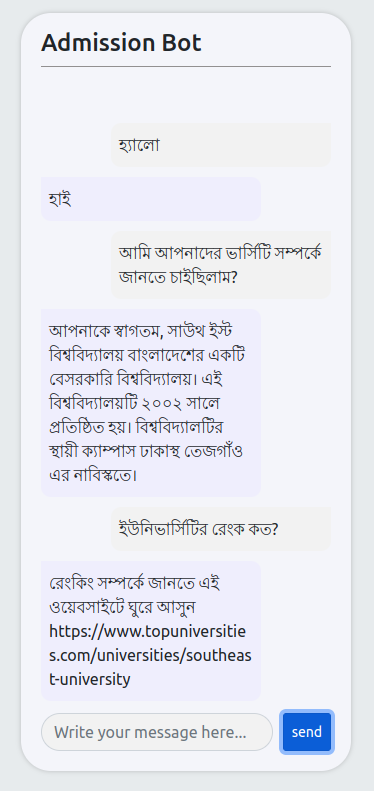 Admission Bot
হ্যালো
হাই
আমি আপনাদের ভার্সিটি সম্পর্কে
জানতে চাইছিলাম?
আপনাকে স্বাগতম, সাউথ ইস্ট
বিশ্ববিদ্যালয় বাংলাদেশের একটি
বেসরকারি বিশ্ববিদ্যালয়। এই
বিশ্ববিদ্যালয়টি ২০০২ সালে
প্রতিষ্ঠিত হয়। বিশ্ববিদ্যালটির
স্থায়ী ক্যাম্পাস ঢাকাস্থ তেজগাঁও
এর নাবিস্কতে।
ইউনিভার্সিটির রেংক কত?
রেংকিং সম্পর্কে জানতে এই
ওয়েবসাইটে ঘুরে আসুন
https://www.topuniversitie
s.com/universities/southeas
t-university
Write your message here...
send